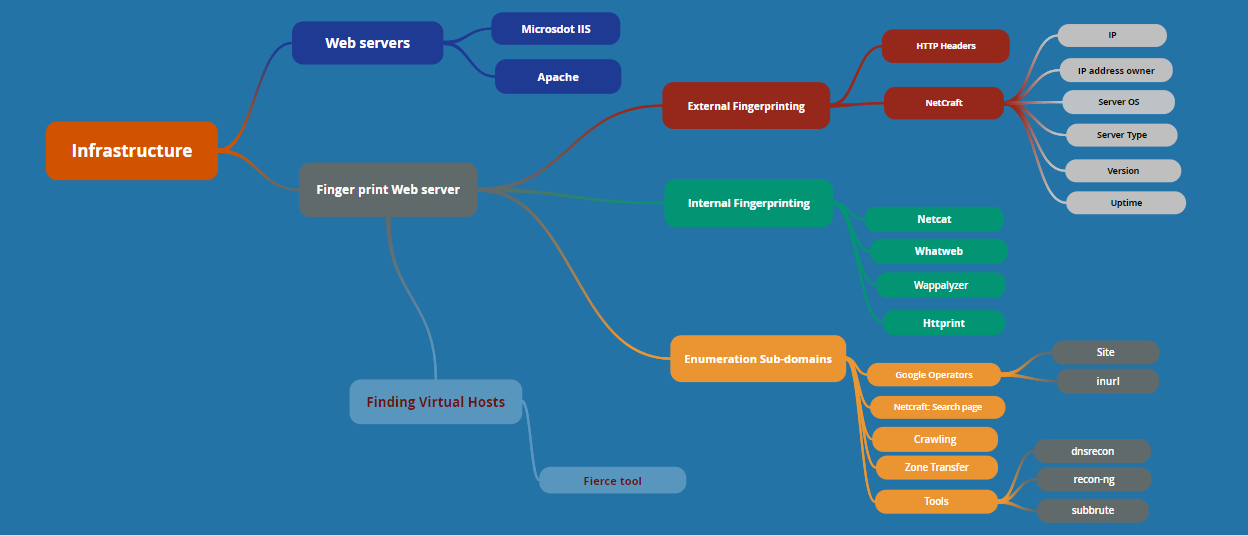 Infrastructure
Web servers
Microsdot IIS
Apache
Finger print Web server
External Fingerprinting
HTTP Headers
NetCraft
IP
IP address owner
Server OS
Server Type
Version
Uptime
Internal Fingerprinting
Netcat
Whatweb
Wappalyzer
Httprint
Enumeration Sub-domains
Google Operators
Site
inurl
Netcraft: Search page
Crawling
Zone Transfer
Tools
dnsrecon
recon-ng
subbrute
Finding Virtual Hosts
Fierce tool